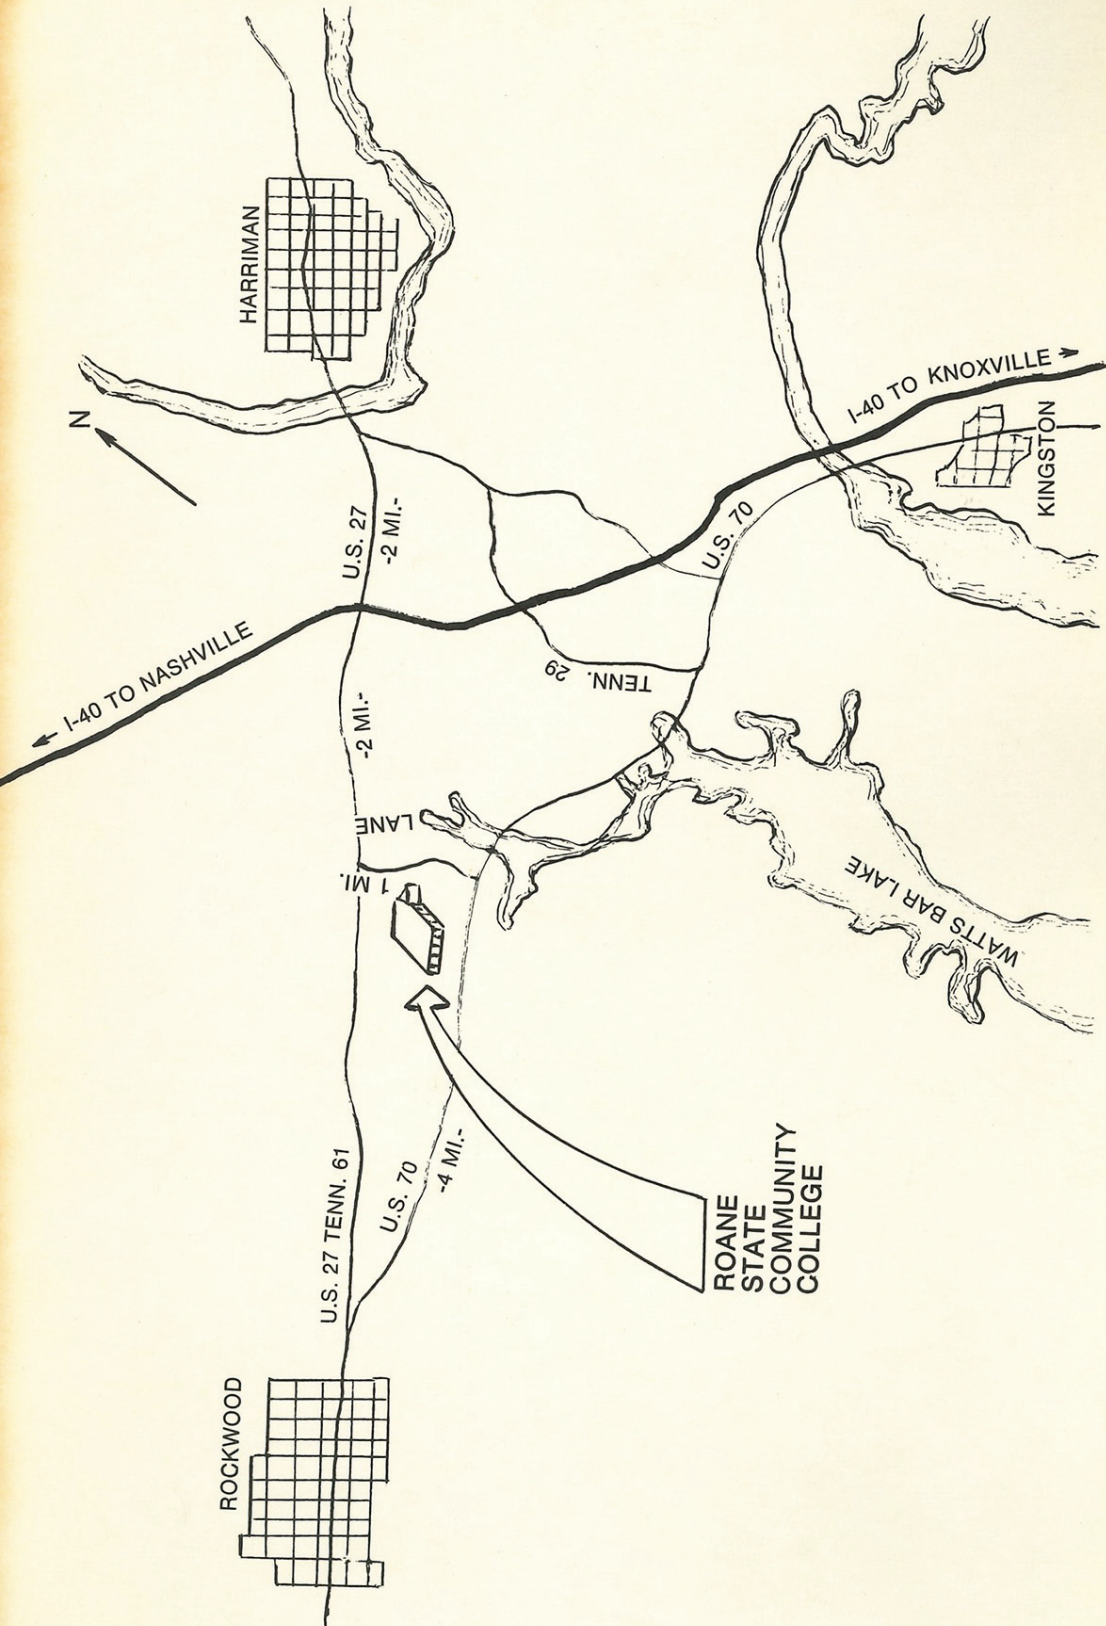 HARRIMAN
N
I-40 TO KNOXVILLE
KINGSTON
U.S. 27
-2 MI.-
U.S. 70
I-40 TO NASHVILLE
TENN. 29
-2 MI.-
LANE
1 MI.
WATTS BAR LAKE
U.S. 27 TENN. 61
U.S. 70
-4 MI.-
ROANE
STATE
COMMUNITY
COLLEGE
ROCKWOOD